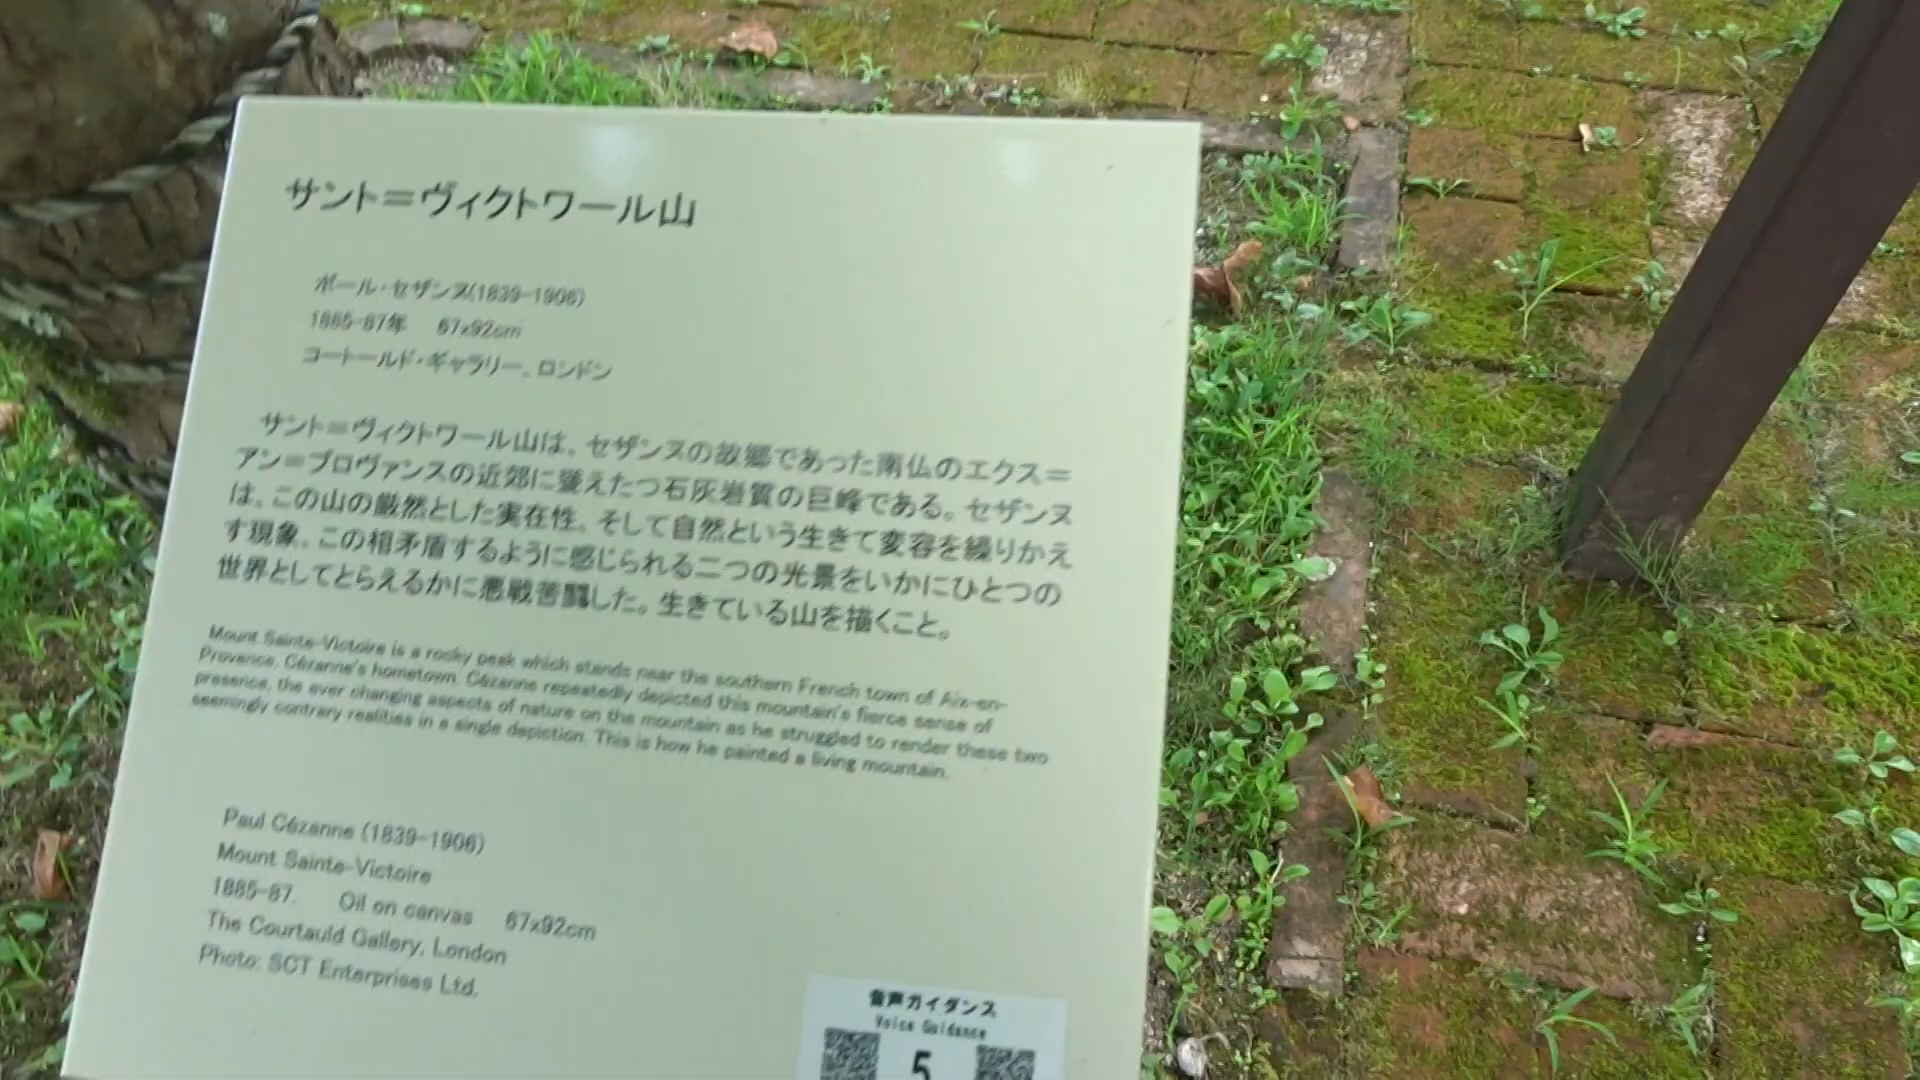 サント＝ヴィクトワール山
ポール・セザンヌ(1839-1906)
1885-87年 67x92cm
コートールド・ギャラリー、ロンドン
サント＝ヴィクトワール山は、セザンヌの故郷であった南仏のエクス＝
アン＝プロヴァンスの近郊に聳えたつ石灰岩質の巨峰である。セザンヌ
は、この山の厳然とした実在性、そして自然という生きて変容を繰りかえ
す現象、この相矛盾するように感じられる二つの光景をいかにひとつの
世界としてとらえるかに悪戦苦闘した。生きている山を描くこと。
Mount Sainte-Victoire is a rocky peak which stands near the southern French town of Aix-en-
Provence, Cézanne's hometown. Cézanne repeatedly depicted this mountain's fierce sense of
presence, the ever changing aspects of nature on the mountain as he struggled to render these two
seemingly contrary realities in a single depiction. This is how he painted a living mountain.
Paul Cézanne (1839-1906)
Mount Sainte-Victoire
1885-87. Oil on canvas 67x92cm
The Courtauld Gallery, London
Photo: SCT Enterprises Ltd.
音声ガイダンス
Voice Guidance
5